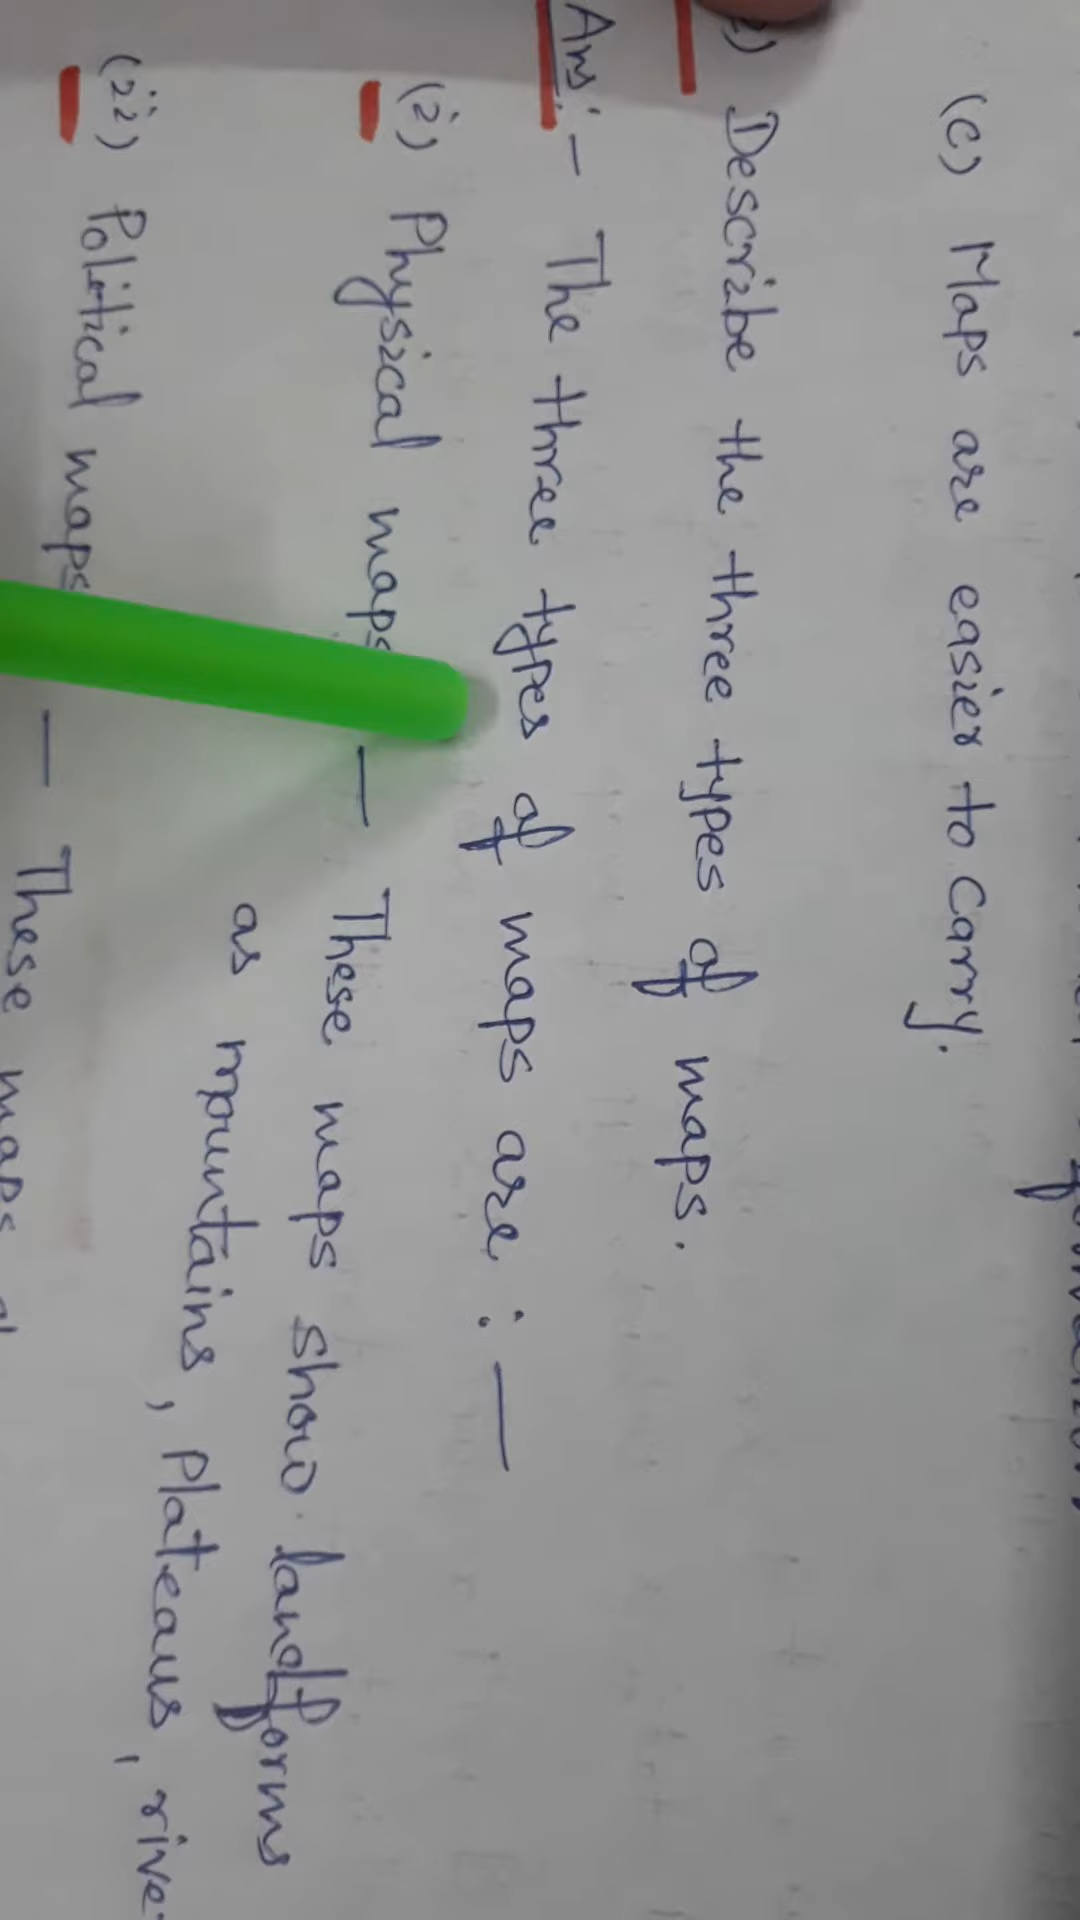 (c) Maps are easier to carry.
Describe the three types of maps.
Ans:- The three types of maps are :—
(i) Physical maps — These maps show landforms
as mountains, Plateaus,
(ii) Political maps — These maps